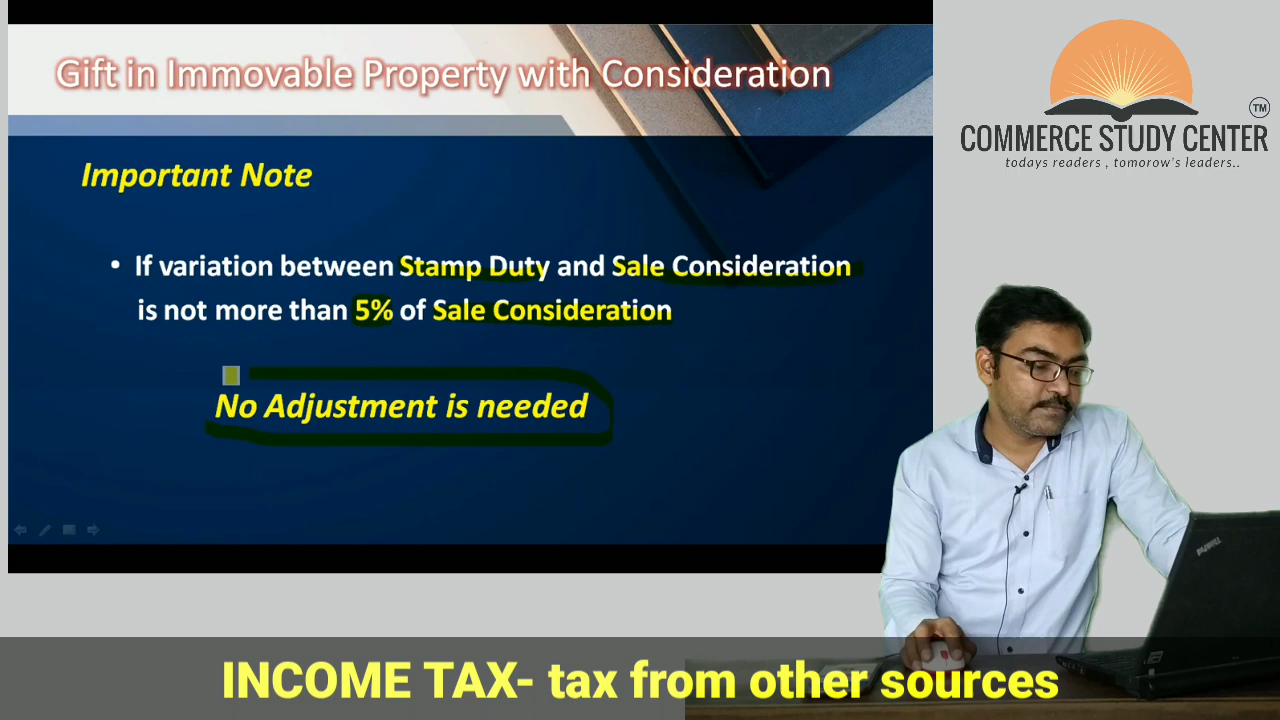 Gift in Immovable Property with Consideration
Important Note
• If variation between Stamp Duty and Sale Consideration
is not more than 5% of Sale Consideration
No Adjustment is needed
TM
COMMERCE STUDY CENTER
todays readers , tomorow's leaders..
ThinkPad
INCOME TAX- tax from other sources